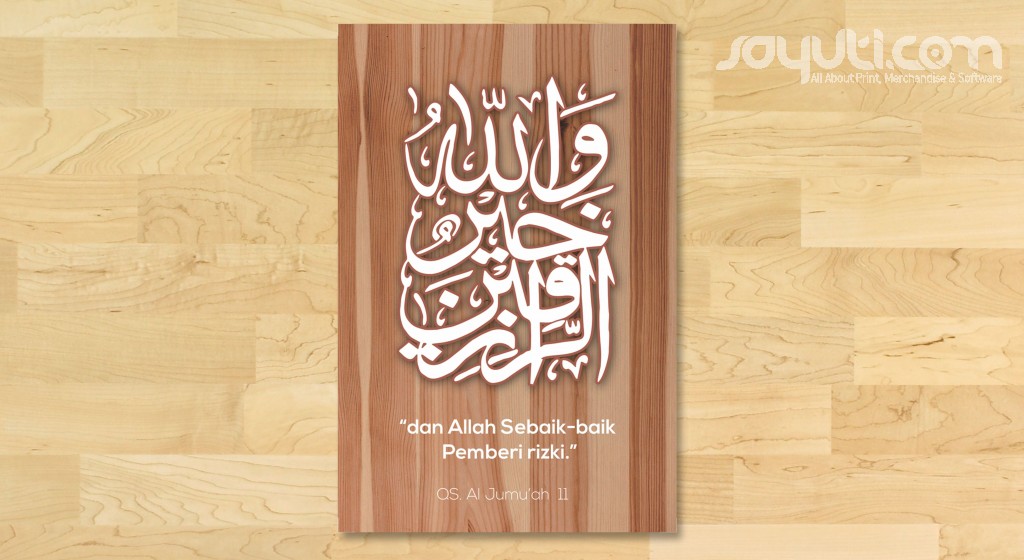 sayuti.com
All About Print, Merchandise & Software
وَاللّٰهُ
خَيْرُ
الرَّازِقِينَ
“dan Allah Sebaik-baik
Pemberi rizki.”
QS. Al Jumu’ah 11